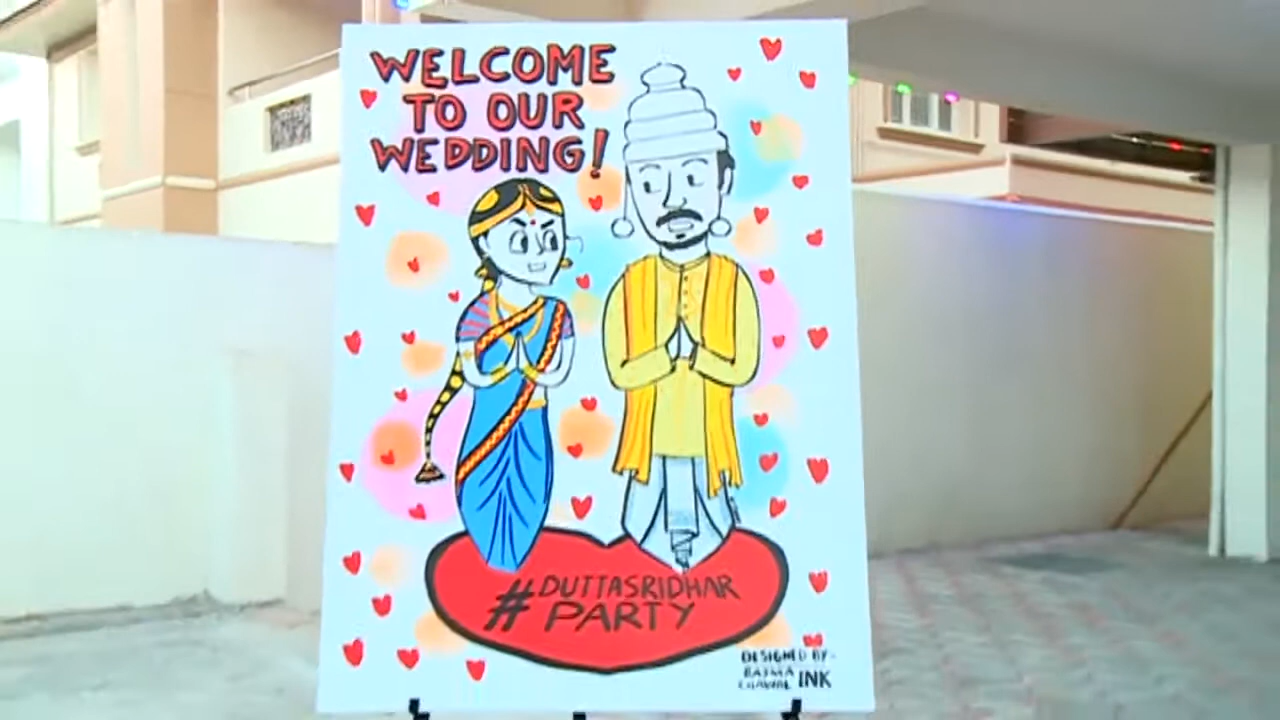 WELCOME
TO OUR
WEDDING!
#DUTTASRIDHAR
PARTY
DESIGNED BY-
INK